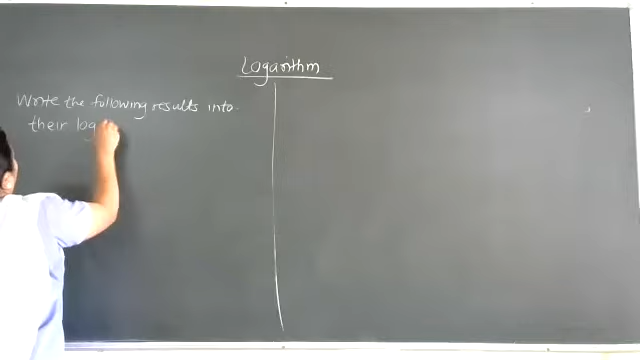 Logarithm
Write the following results into
their log